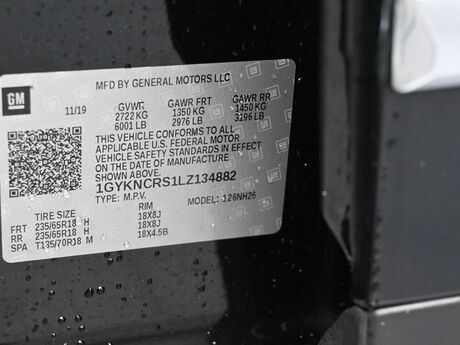 MFD BY GENERAL MOTORS LLC
GM
11/19 GVWR GAWR FRT GAWR RR
2722 KG 1350 KG 1450 KG
6001 LB 2976 LB 3196 LB
THIS VEHICLE CONFORMS TO ALL
APPLICABLE U.S. FEDERAL MOTOR
VEHICLE SAFETY STANDARDS IN EFFECT
ON THE DATE OF MANUFACTURE
SHOWN ABOVE.
1GYKNCRS1LZ134882
TYPE: M.P.V. MODEL: 126NH26
TIRE SIZE RIM
FRT 235/65R18 H 18X8J
RR 235/65R18 H 18X8J
SPA T135/70R18 M 18X4.5B